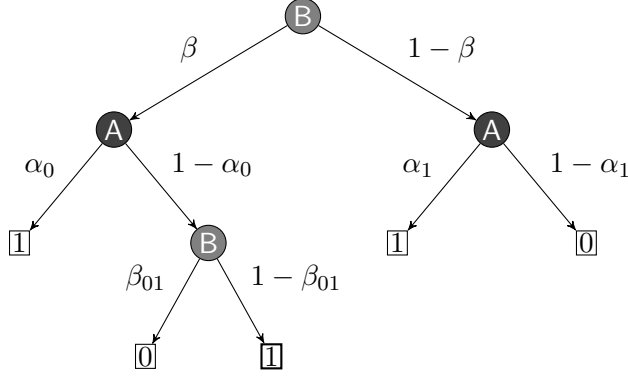 B
β 1 − β
A A
α₀ 1 − α₀ α₁ 1 − α₁
1 B 1 0
β₀₁ 1 − β₀₁
0 1